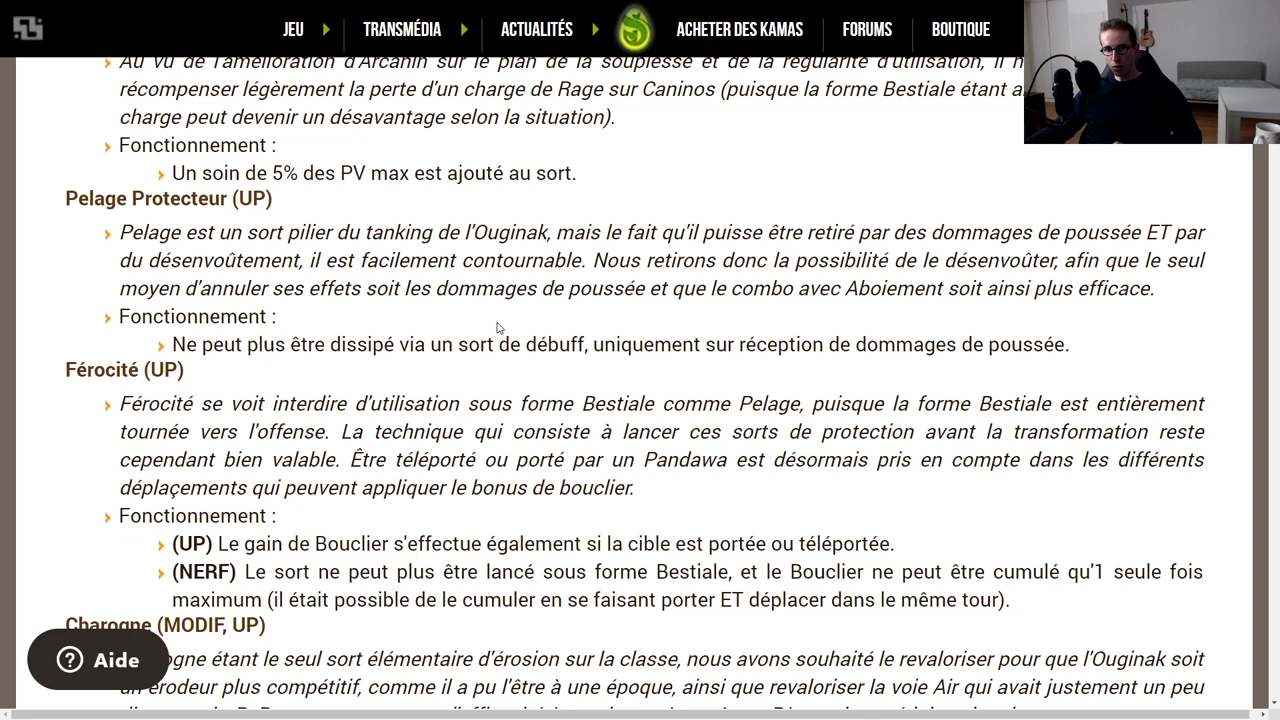 JEU TRANSMÉDIA ACTUALITÉS ACHETER DES KAMAS FORUMS BOUTIQUE
Au vu de l'amélioration d'Arcanin sur le plan de la souplesse et de la régularité d'utilisation, il
récompenser légèrement la perte d'un charge de Rage sur Caninos (puisque la forme Bestiale étant
charge peut devenir un désavantage selon la situation).
Fonctionnement :
Un soin de 5% des PV max est ajouté au sort.
Pelage Protecteur (UP)
Pelage est un sort pilier du tanking de l'Ouginak, mais le fait qu'il puisse être retiré par des dommages de poussée ET par
du désenvoûtement, il est facilement contournable. Nous retirons donc la possibilité de le désenvoûter, afin que le seul
moyen d'annuler ses effets soit les dommages de poussée et que le combo avec Aboiement soit ainsi plus efficace.
Fonctionnement :
Ne peut plus être dissipé via un sort de débuff, uniquement sur réception de dommages de poussée.
Férocité (UP)
Férocité se voit interdire d'utilisation sous forme Bestiale comme Pelage, puisque la forme Bestiale est entièrement
tournée vers l'offense. La technique qui consiste à lancer ces sorts de protection avant la transformation reste
cependant bien valable. Être téléporté ou porté par un Pandawa est désormais pris en compte dans les différents
déplaçements qui peuvent appliquer le bonus de bouclier.
Fonctionnement :
(UP) Le gain de Bouclier s'effectue également si la cible est portée ou téléportée.
(NERF) Le sort ne peut plus être lancé sous forme Bestiale, et le Bouclier ne peut être cumulé qu'1 seule fois
maximum (il était possible de le cumuler en se faisant porter ET déplacer dans le même tour).
Charogne (MODIF, UP)
étant le seul sort élémentaire d'érosion sur la classe, nous avons souhaité le revaloriser pour que l'Ouginak soit
un érodeur plus compétitif, comme il a pu l'être à une époque, ainsi que revaloriser la voie Air qui avait justement un peu
Aide